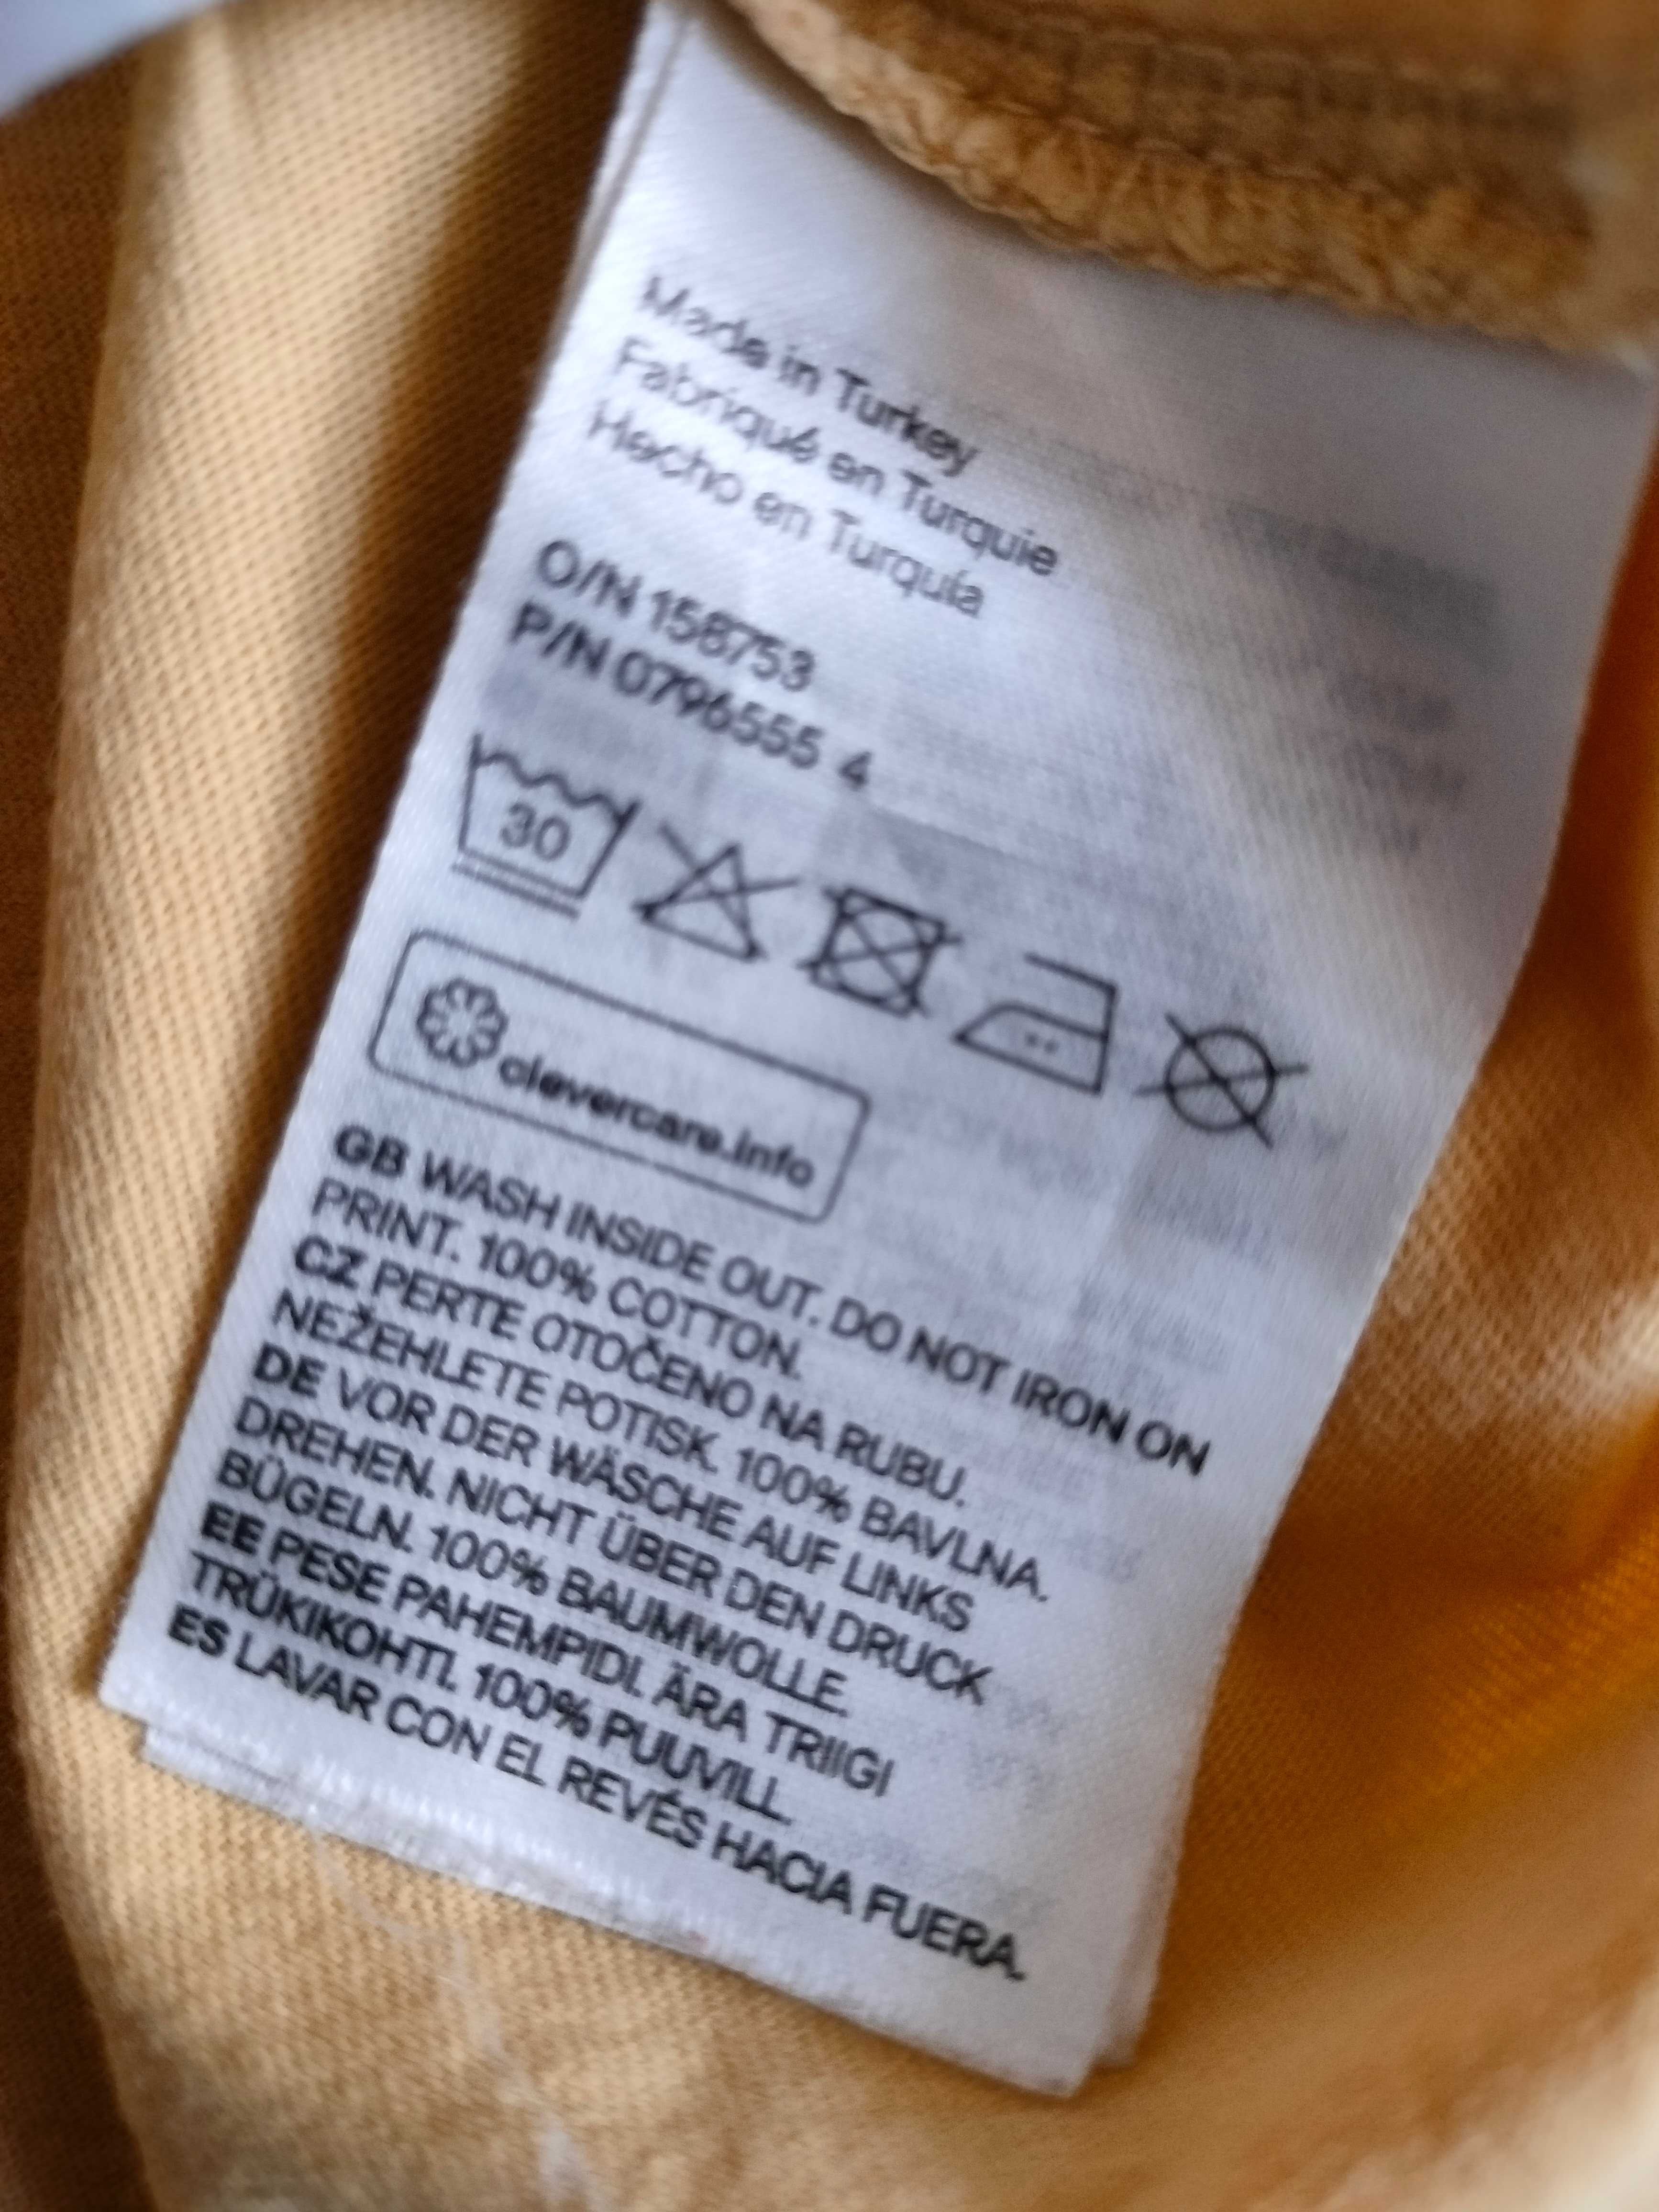 Made in Turkey
Fabriqué en Turquie
Hecho en Turquía
O/N 158753
P/N 0796555 4
30
clevercare.info
GB WASH INSIDE OUT. DO NOT IRON ON
PRINT. 100% COTTON.
CZ PERTE OTOČENO NA RUBU.
NEŽEHLETE POTISK. 100% BAVLNA.
DE VOR DER WÄSCHE AUF LINKS
DREHEN. NICHT ÜBER DEN DRUCK
BÜGELN. 100% BAUMWOLLE.
EE PESE PAHEMPIDI. ÄRA TRIIGI
TRÜKIKOHTI. 100% PUUVILL.
ES LAVAR CON EL REVÉS HACIA FUERA.